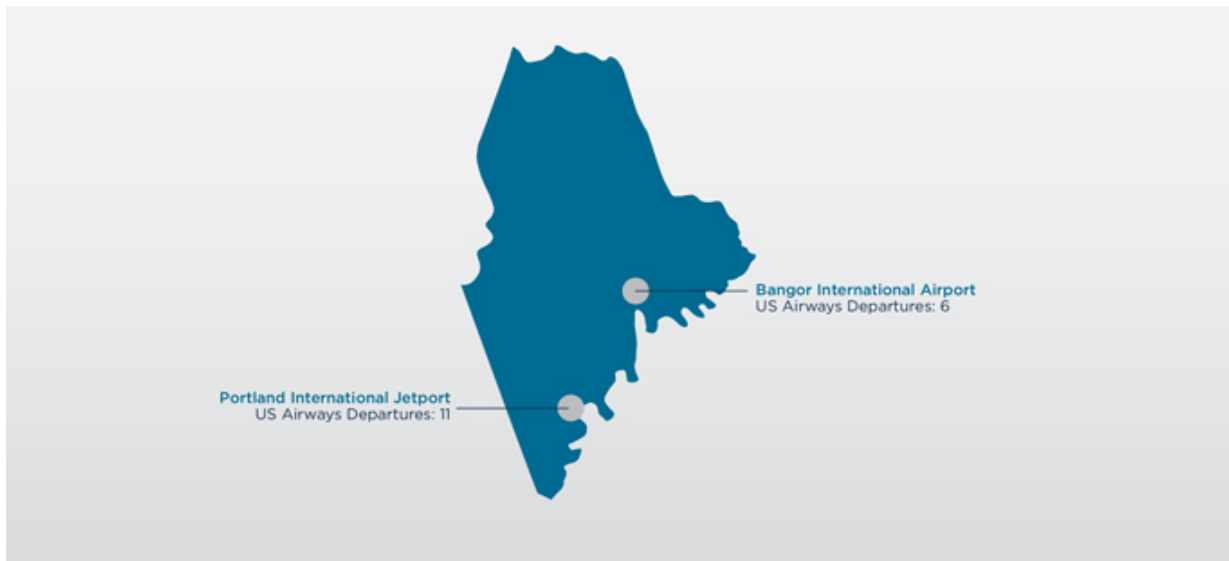 Bangor International Airport
US Airways Departures: 6
Portland International Jetport
US Airways Departures: 11